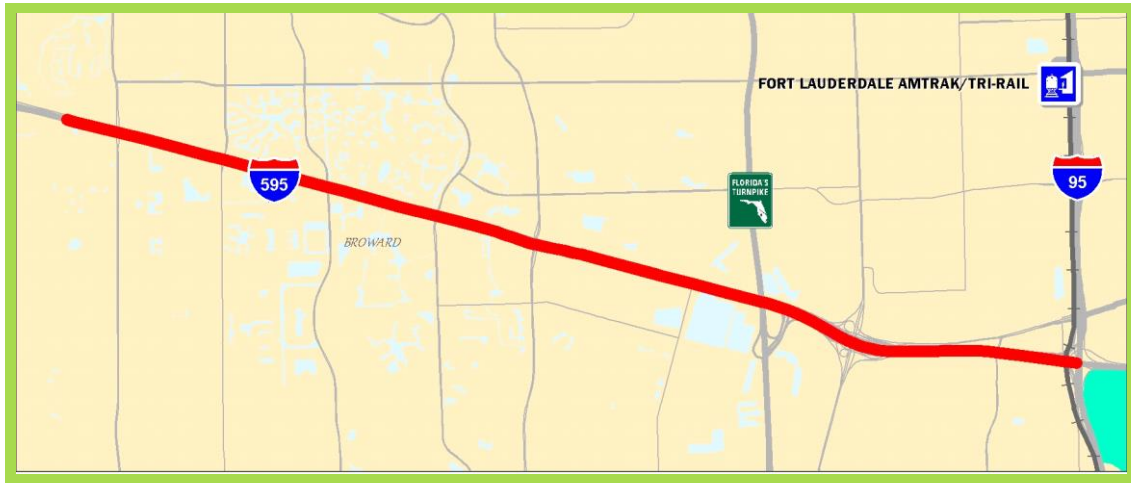 FORT LAUDERDALE AMTRAK/TRI-RAIL
595
FLORIDA'S
TURNPIKE
95
BROWARD